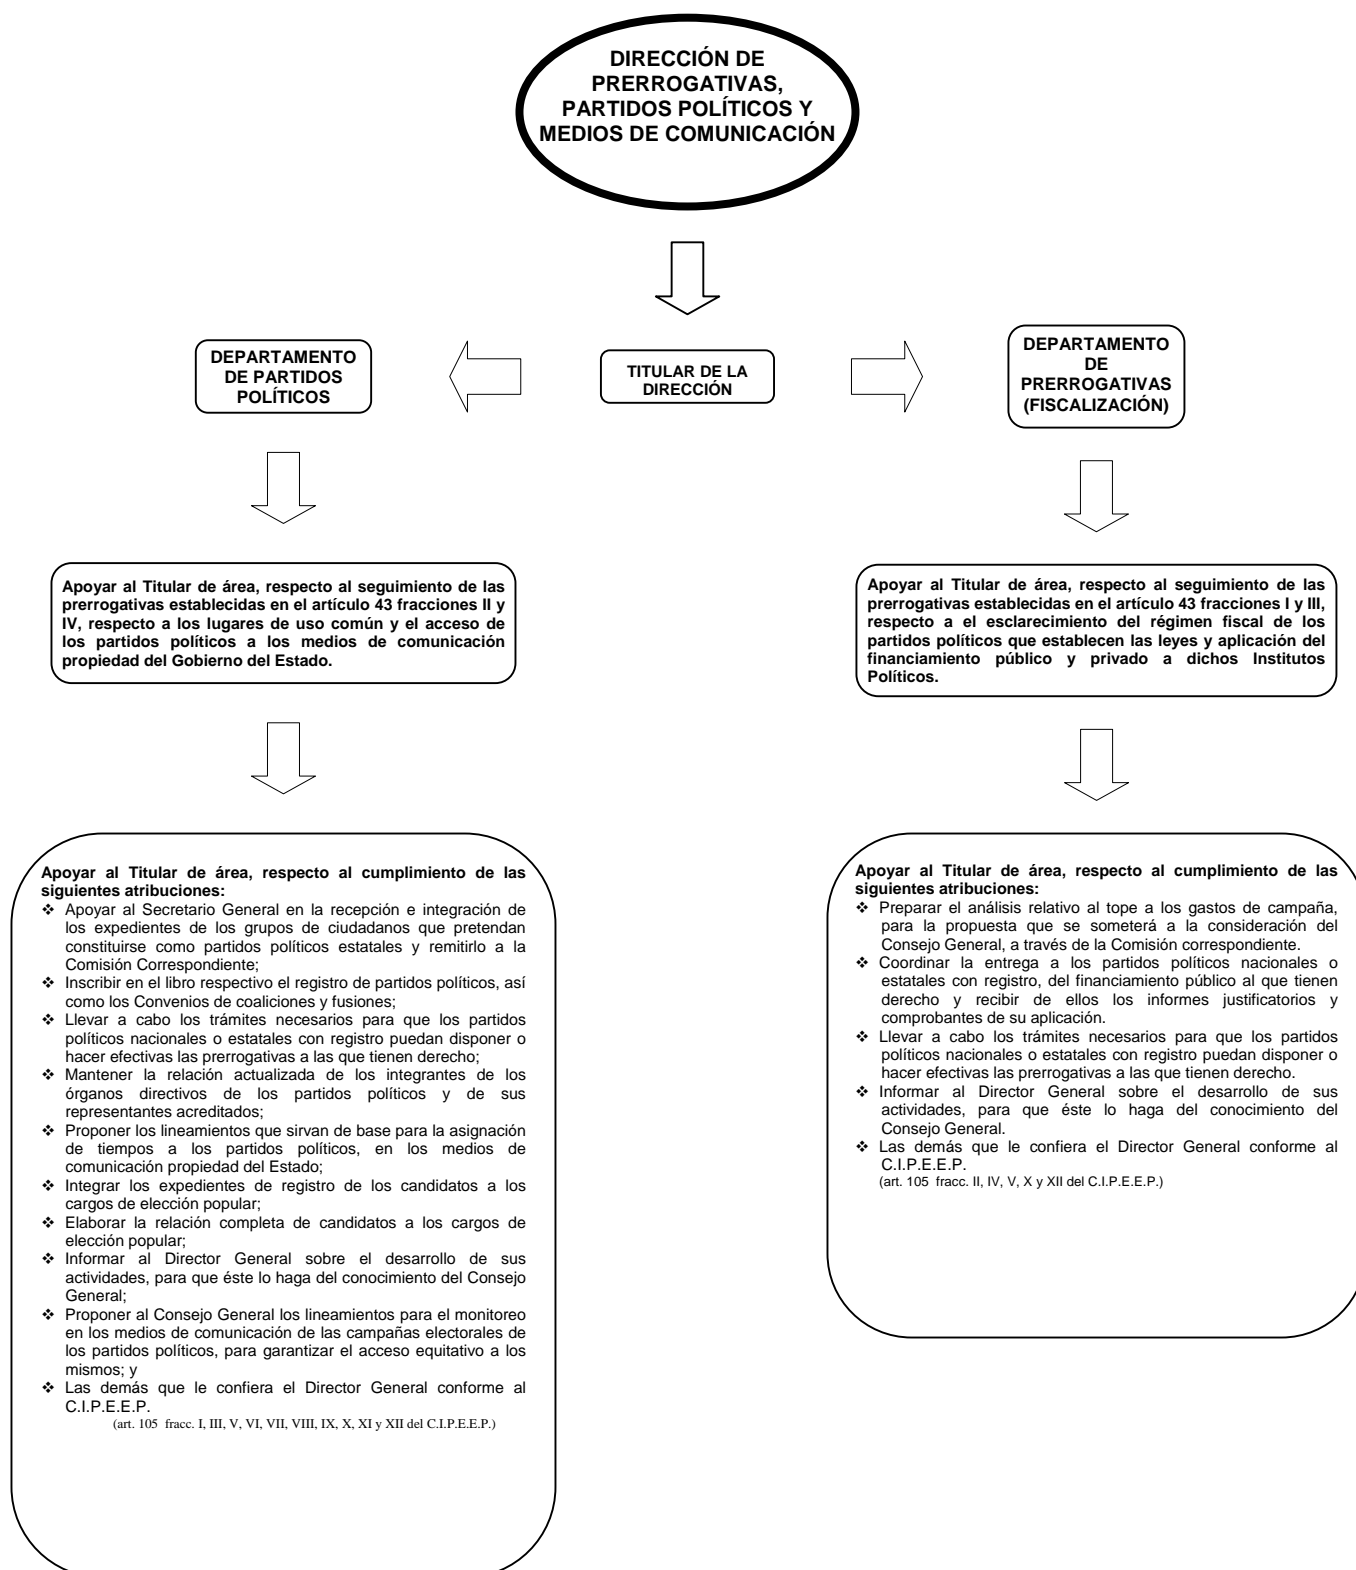 DIRECCIÓN DE
PRERROGATIVAS,
PARTIDOS POLÍTICOS Y
MEDIOS DE COMUNICACIÓN
DEPARTAMENTO
DE PARTIDOS
POLÍTICOS
TITULAR DE LA
DIRECCIÓN
DEPARTAMENTO
DE
PRERROGATIVAS
(FISCALIZACIÓN)
Apoyar al Titular de área, respecto al seguimiento de las
prerrogativas establecidas en el artículo 43 fracciones II y
IV, respecto a los lugares de uso común y el acceso de
los partidos políticos a los medios de comunicación
propiedad del Gobierno del Estado.
Apoyar al Titular de área, respecto al seguimiento de las
prerrogativas establecidas en el artículo 43 fracciones I y III,
respecto a el esclarecimiento del régimen fiscal de los
partidos políticos que establecen las leyes y aplicación del
financiamiento público y privado a dichos Institutos
Políticos.
Apoyar al Titular de área, respecto al cumplimiento de las
siguientes atribuciones:
❖ Apoyar al Secretario General en la recepción e integración de
los expedientes de los grupos de ciudadanos que pretendan
constituirse como partidos políticos estatales y remitirlo a la
Comisión Correspondiente;
❖ Inscribir en el libro respectivo el registro de partidos políticos, así
como los Convenios de coaliciones y fusiones;
❖ Llevar a cabo los trámites necesarios para que los partidos
políticos nacionales o estatales con registro puedan disponer o
hacer efectivas las prerrogativas a las que tienen derecho;
❖ Mantener la relación actualizada de los integrantes de los
órganos directivos de los partidos políticos y de sus
representantes acreditados;
❖ Proponer los lineamientos que sirvan de base para la asignación
de tiempos a los partidos políticos, en los medios de
comunicación propiedad del Estado;
❖ Integrar los expedientes de registro de los candidatos a los
cargos de elección popular;
❖ Elaborar la relación completa de candidatos a los cargos de
elección popular;
❖ Informar al Director General sobre el desarrollo de sus
actividades, para que éste lo haga del conocimiento del Consejo
General;
❖ Proponer al Consejo General los lineamientos para el monitoreo
en los medios de comunicación de las campañas electorales de
los partidos políticos, para garantizar el acceso equitativo a los
mismos; y
❖ Las demás que le confiera el Director General conforme al
C.I.P.E.E.P.
(art. 105 fracc. I, III, V, VI, VII, VIII, IX, X, XI y XII del C.I.P.E.E.P.)
Apoyar al Titular de área, respecto al cumplimiento de las
siguientes atribuciones:
❖ Preparar el análisis relativo al tope a los gastos de campaña,
para la propuesta que se someterá a la consideración del
Consejo General, a través de la Comisión correspondiente.
❖ Coordinar la entrega a los partidos políticos nacionales o
estatales con registro, del financiamiento público al que tienen
derecho y recibir de ellos los informes justificatorios y
comprobantes de su aplicación.
❖ Llevar a cabo los trámites necesarios para que los partidos
políticos nacionales o estatales con registro puedan disponer o
hacer efectivas las prerrogativas a las que tienen derecho.
❖ Informar al Director General sobre el desarrollo de sus
actividades, para que éste lo haga del conocimiento del
Consejo General.
❖ Las demás que le confiera el Director General conforme al
C.I.P.E.E.P.
(art. 105 fracc. II, IV, V, X y XII del C.I.P.E.E.P.)